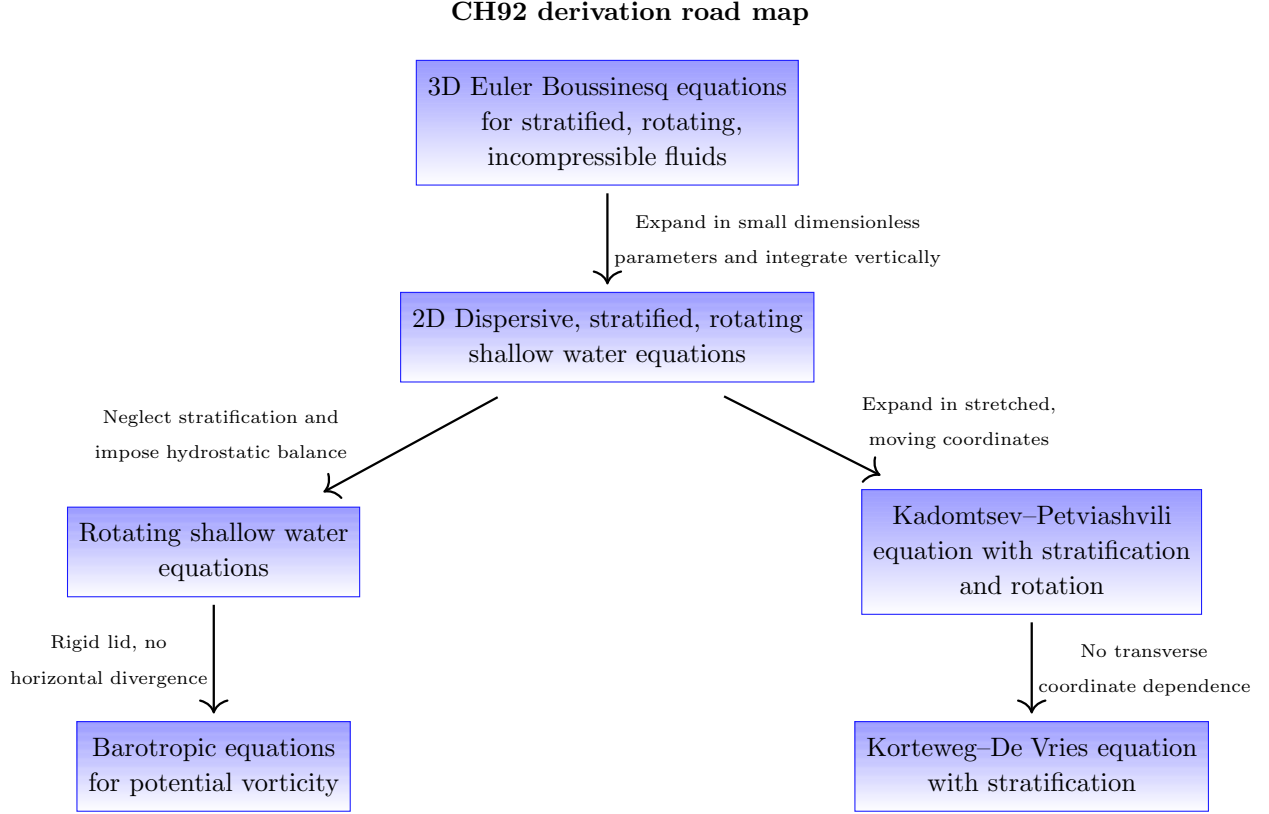 CH92 derivation road map
3D Euler Boussinesq equations
for stratified, rotating,
incompressible fluids
Expand in small dimensionless
parameters and integrate vertically
2D Dispersive, stratified, rotating
shallow water equations
Neglect stratification and
impose hydrostatic balance
Expand in stretched,
moving coordinates
Rotating shallow water
equations
Kadomtsev–Petviashvili
equation with stratification
and rotation
Rigid lid, no
horizontal divergence
No transverse
coordinate dependence
Barotropic equations
for potential vorticity
Korteweg–De Vries equation
with stratification